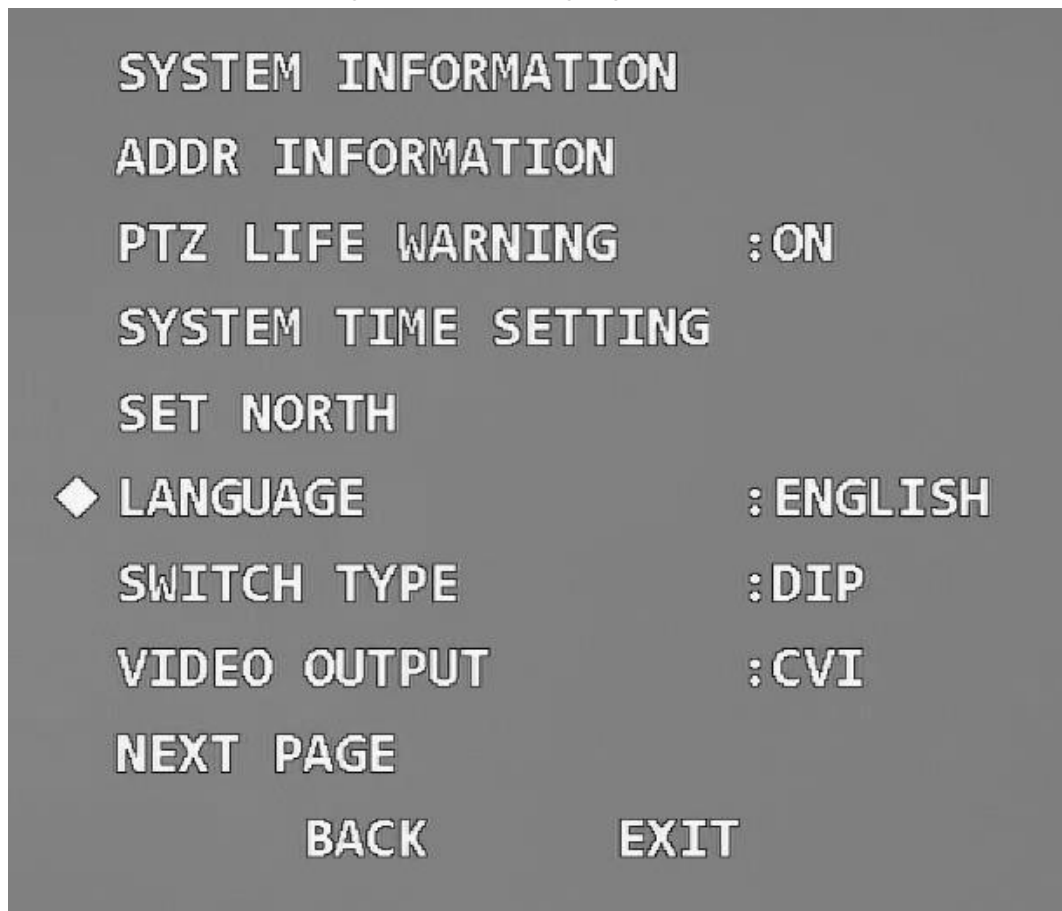 SYSTEM INFORMATION
ADDR INFORMATION
PTZ LIFE WARNING :ON
SYSTEM TIME SETTING
SET NORTH
LANGUAGE :ENGLISH
SWITCH TYPE :DIP
VIDEO OUTPUT :CVI
NEXT PAGE
BACK EXIT